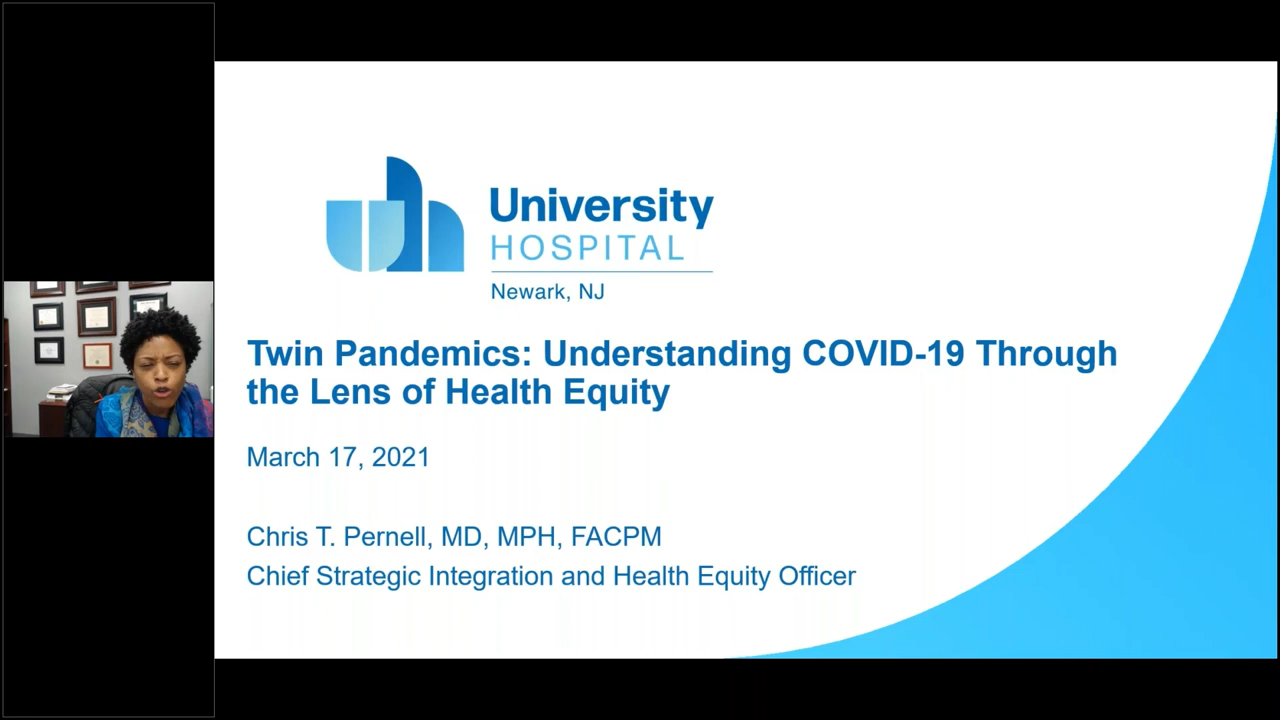 University
HOSPITAL
Newark, NJ
Twin Pandemics: Understanding COVID-19 Through
the Lens of Health Equity
March 17, 2021
Chris T. Pernell, MD, MPH, FACPM
Chief Strategic Integration and Health Equity Officer